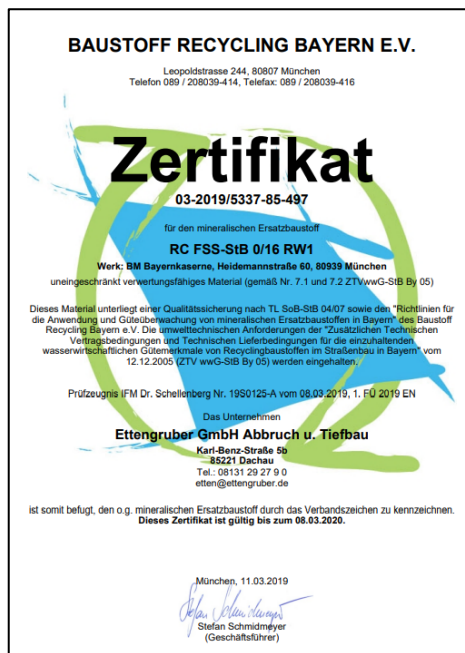 BAUSTOFF RECYCLING BAYERN E.V.
Leopoldstrasse 244, 80807 München
Telefon 089 / 208039-414, Telefax: 089 / 208039-416
Zertifikat
03-2019/5337-85-497
für den mineralischen Ersatzbaustoff
RC FSS-StB 0/16 RW1
Werk: BM Bayernkaserne, Heidemannstraße 60, 80939 München
uneingeschränkt verwertungsfähiges Material (gemäß Nr. 7.1 und 7.2 ZTVwwG-StB By 05)
Dieses Material unterliegt einer Qualitätssicherung nach TL SoB-StB 04/07 sowie den "Richtlinien für
die Anwendung und Güteüberwachung von mineralischen Ersatzbaustoffen in Bayern" des Baustoff
Recycling Bayern e.V. Die umwelttechnischen Anforderungen der "Zusätzlichen Technischen
Vertragsbedingungen und Technischen Lieferbedingungen für die einzuhaltenden
wasserwirtschaftlichen Gütemerkmale von Recyclingbaustoffen im Straßenbau in Bayern" vom
12.12.2005 (ZTV wwG-StB By 05) werden eingehalten.
Prüfzeugnis IFM Dr. Schellenberg Nr. 19S0125-A vom 08.03.2019, 1. FÜ 2019 EN
Das Unternehmen
Ettengruber GmbH Abbruch u. Tiefbau
Karl-Benz-Straße 5b
85221 Dachau
Tel.: 08131 29 27 9 0
etten@ettengruber.de
ist somit befugt, den o.g. mineralischen Ersatzbaustoff durch das Verbandszeichen zu kennzeichnen.
Dieses Zertifikat ist gültig bis zum 08.03.2020.
München, 11.03.2019
Stefan Schmidmeyer
Stefan Schmidmeyer
(Geschäftsführer)